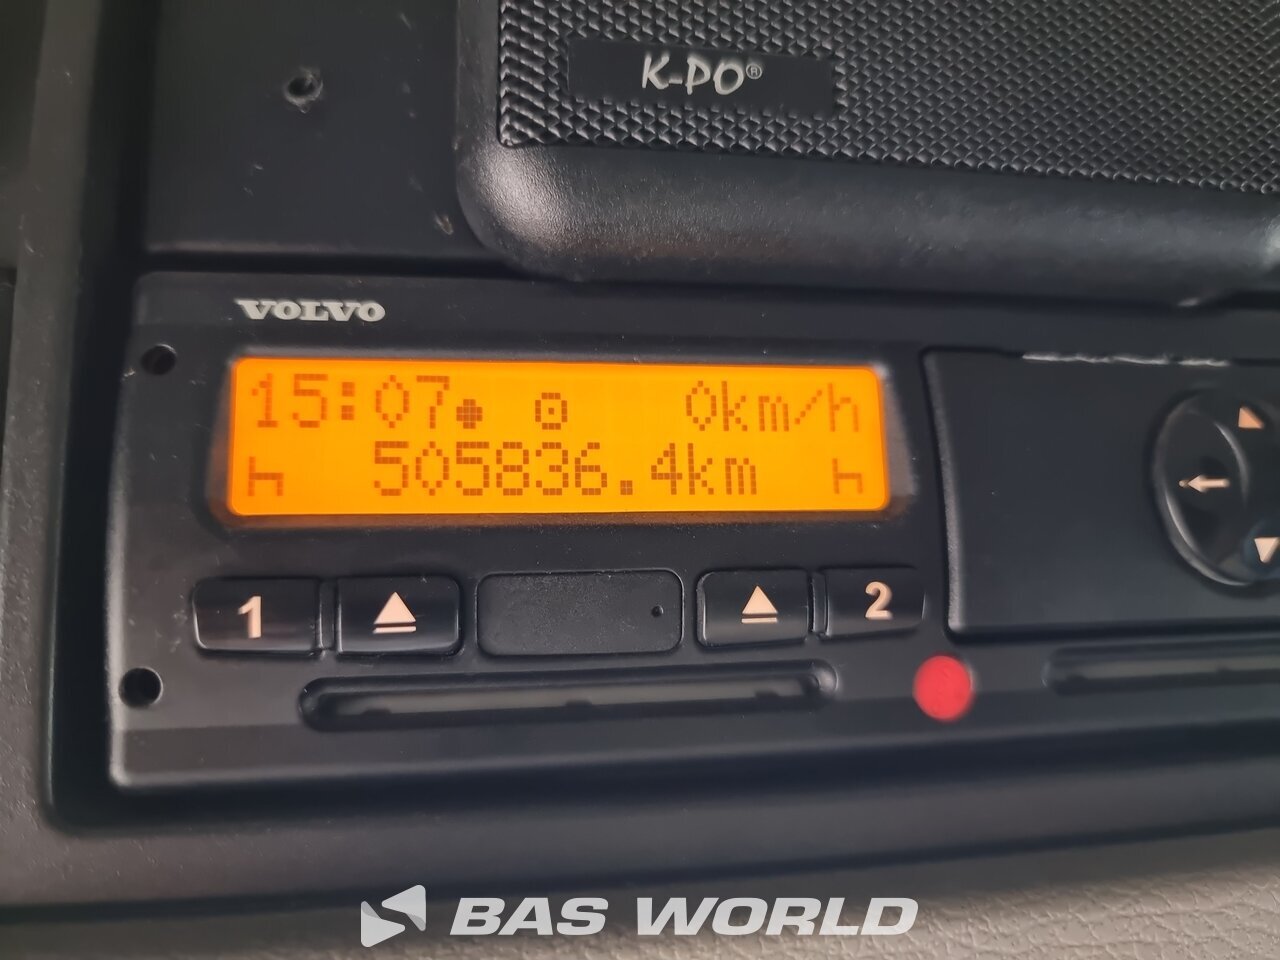 K-PO®
VOLVO
15:07 0km/h
505836.4km
1 2
BAS WORLD